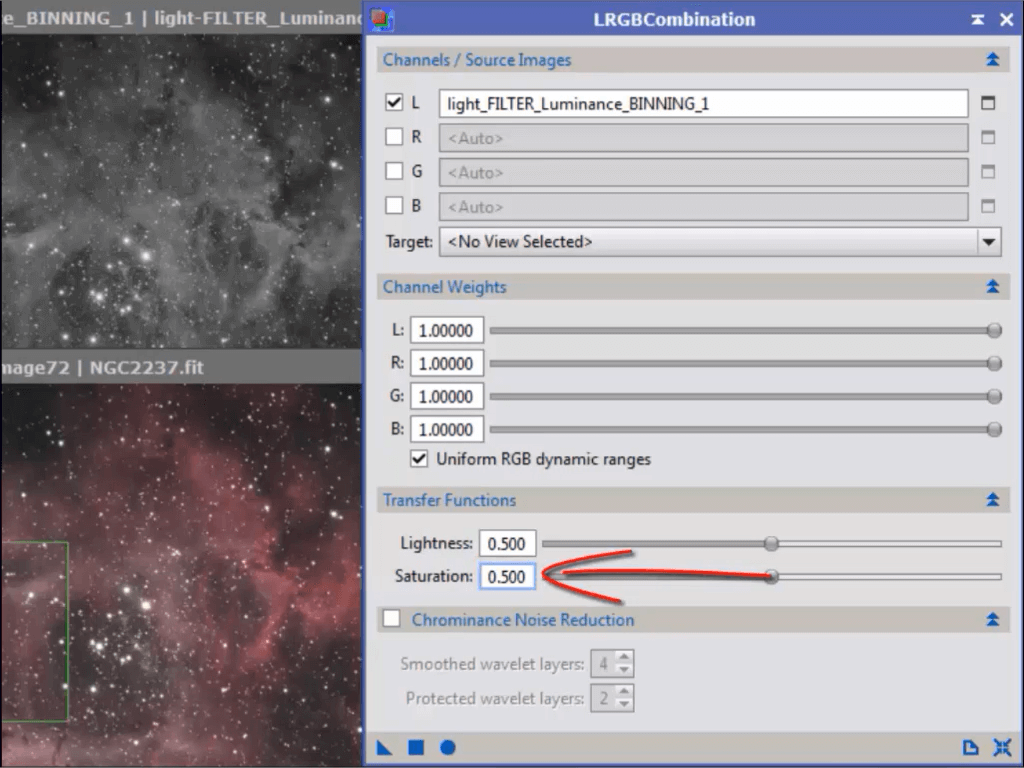 e_BINNING_1 | light-FILTER_Luminanc
LRGBCombination
Channels / Source Images
L light_FILTER_Luminance_BINNING_1
R <Auto>
G <Auto>
B <Auto>
Target: <No View Selected>
Channel Weights
L: 1.00000
R: 1.00000
G: 1.00000
B: 1.00000
Uniform RGB dynamic ranges
mage72 | NGC2237.fit
Transfer Functions
Lightness: 0.500
Saturation: 0.500
Chrominance Noise Reduction
Smoothed wavelet layers: 4
Protected wavelet layers: 2